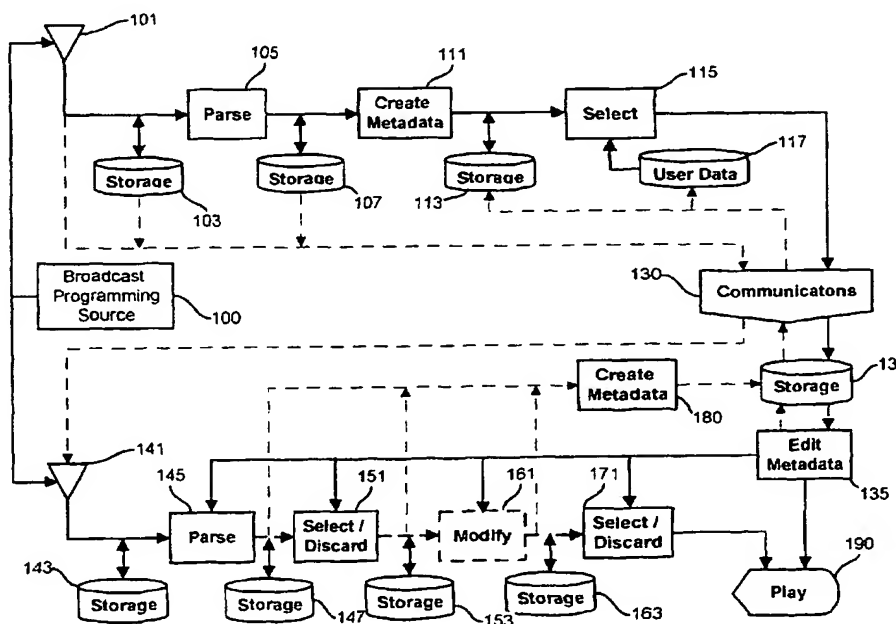 101
105
111
115
Parse
Create
Metadata
Select
117
Storage
Storage
Storage
User Data
103
107
113
Broadcast
Programming
Source
100
130
Communicatons
13
Storage
Create
Metadata
180
Edit
Metadata
135
141
145
151
161
171
Parse
Select /
Discard
Modify
Select /
Discard
190
143
Storage
Storage
147
Storage
153
Storage
163
Play